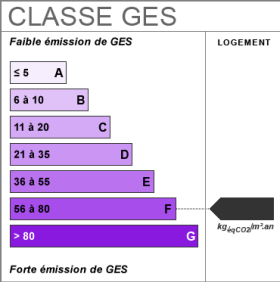 CLASSE GES
Faible émission de GES
LOGEMENT
≤ 5 A
6 à 10 B
11 à 20 C
21 à 35 D
36 à 55 E
56 à 80 F
> 80 G
kgéqCO2/m².an
Forte émission de GES